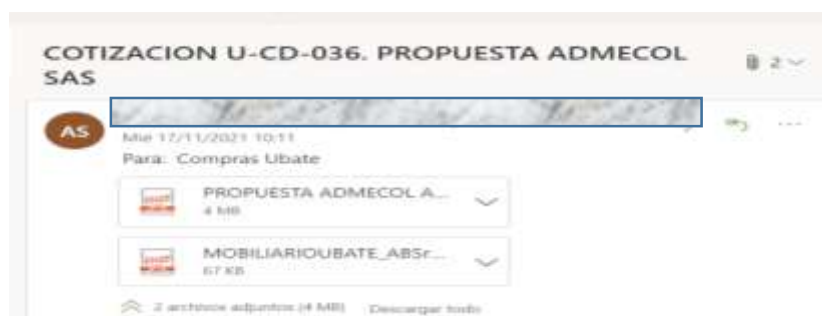 COTIZACION U-CD-036. PROPUESTA ADMECOL
SAS
2
AS
Mié 17/11/2021 10:11
Para: Compras Ubate
PROPUESTA ADMECOL A...
4 MB
MOBILIARIOUBATE_ABSr...
67 KB
2 archivos adjuntos (4 MB) Descargar todo